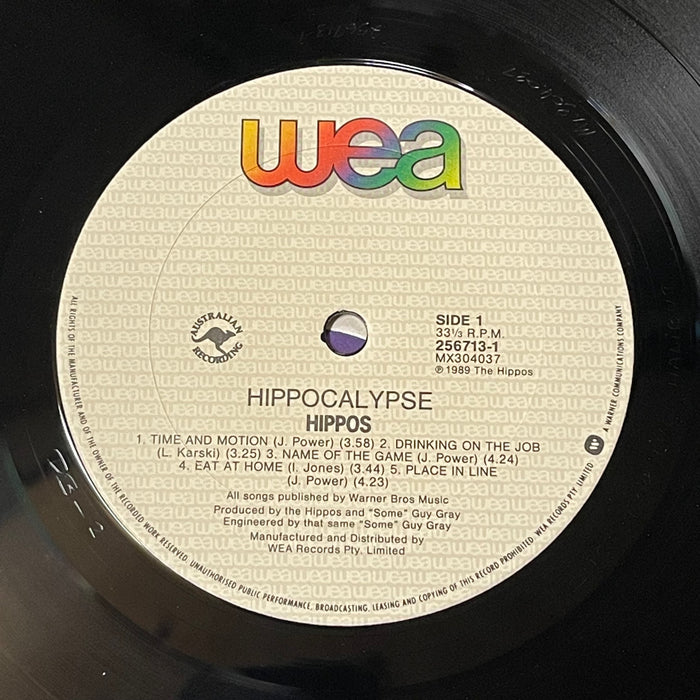 wea
AUSTRALIAN
RECORDING
SIDE 1
33⅓ R.P.M.
256713-1
MX304037
℗ 1989 The Hippos
HIPPOCALYPSE
HIPPOS
1. TIME AND MOTION (J. Power) (3.58) 2. DRINKING ON THE JOB
(L. Karski) (3.25) 3. NAME OF THE GAME (J. Power) (4.24)
4. EAT AT HOME (I. Jones) (3.44) 5. PLACE IN LINE
(J. Power) (4.23)
All songs published by Warner Bros Music
Produced by the Hippos and "Some" Guy Gray
Engineered by that same "Some" Guy Gray
Manufactured and Distributed by
WEA Records Pty. Limited
ALL RIGHTS OF THE MANUFACTURER AND OF THE OWNER OF THE RECORDED WORK RESERVED. UNAUTHORISED PUBLIC PERFORMANCE, BROADCASTING, LEASING AND COPYING OF THIS RECORD PROHIBITED. WEA RECORDS PTY. LIMITED A WARNER COMMUNICATIONS COMPANY.